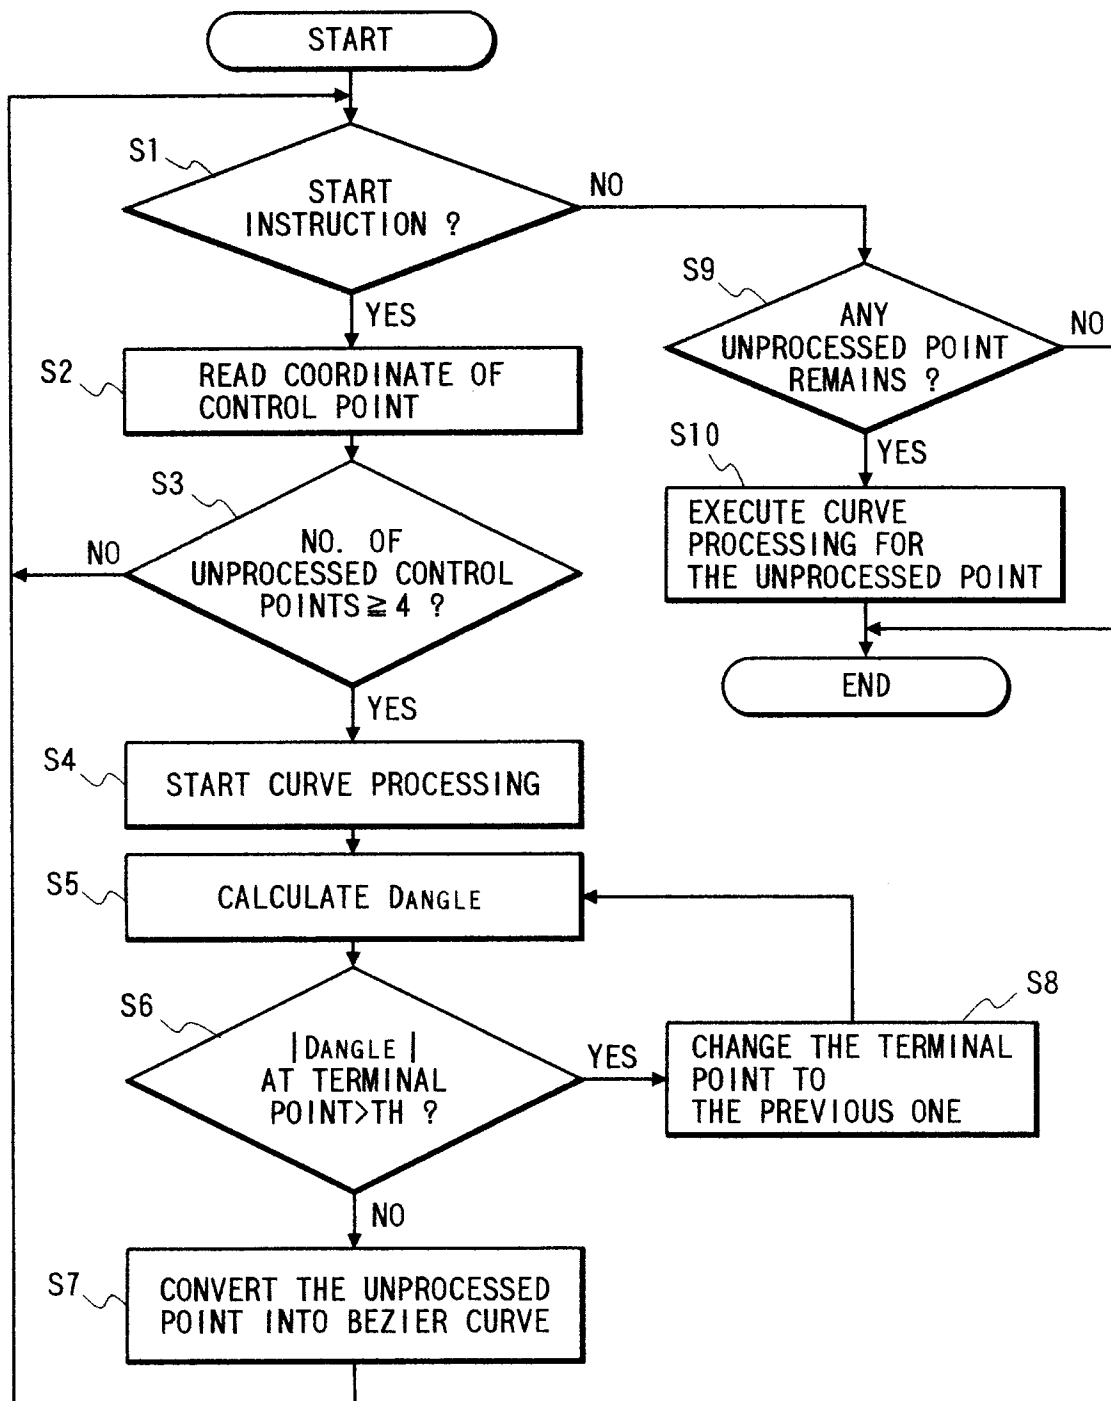 START
S1
START
INSTRUCTION ?
NO
YES
S2
READ COORDINATE OF
CONTROL POINT
S3
NO. OF
UNPROCESSED CONTROL
POINTS≧4 ?
NO
YES
S4
START CURVE PROCESSING
S5
CALCULATE DANGLE
S6
|DANGLE|
AT TERMINAL
POINT>TH ?
YES
NO
S7
CONVERT THE UNPROCESSED
POINT INTO BEZIER CURVE
S8
CHANGE THE TERMINAL
POINT TO
THE PREVIOUS ONE
S9
ANY
UNPROCESSED POINT
REMAINS ?
NO
YES
S10
EXECUTE CURVE
PROCESSING FOR
THE UNPROCESSED POINT
END